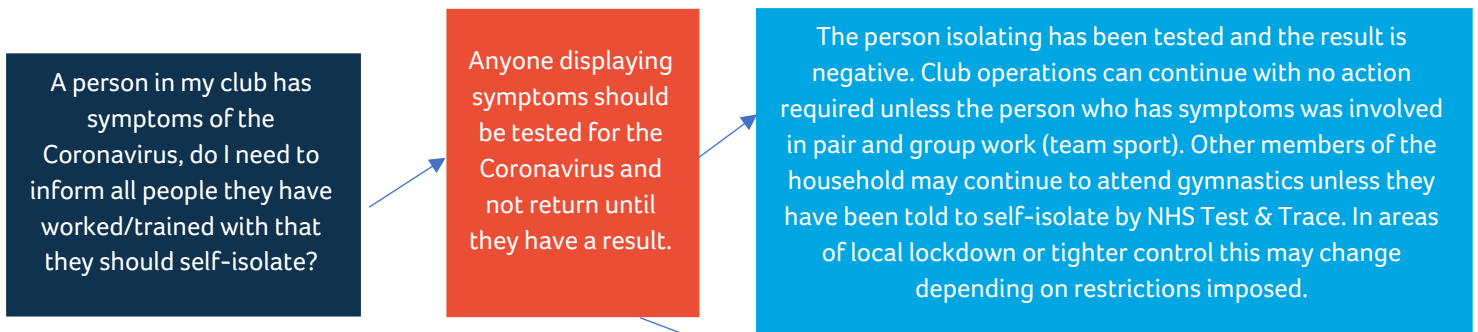 A person in my club has
symptoms of the
Coronavirus, do I need to
inform all people they have
worked/trained with that
they should self-isolate?
Anyone displaying
symptoms should
be tested for the
Coronavirus and
not return until
they have a result.
The person isolating has been tested and the result is
negative. Club operations can continue with no action
required unless the person who has symptoms was involved
in pair and group work (team sport). Other members of the
household may continue to attend gymnastics unless they
have been told to self-isolate by NHS Test & Trace. In areas
of local lockdown or tighter control this may change
depending on restrictions imposed.